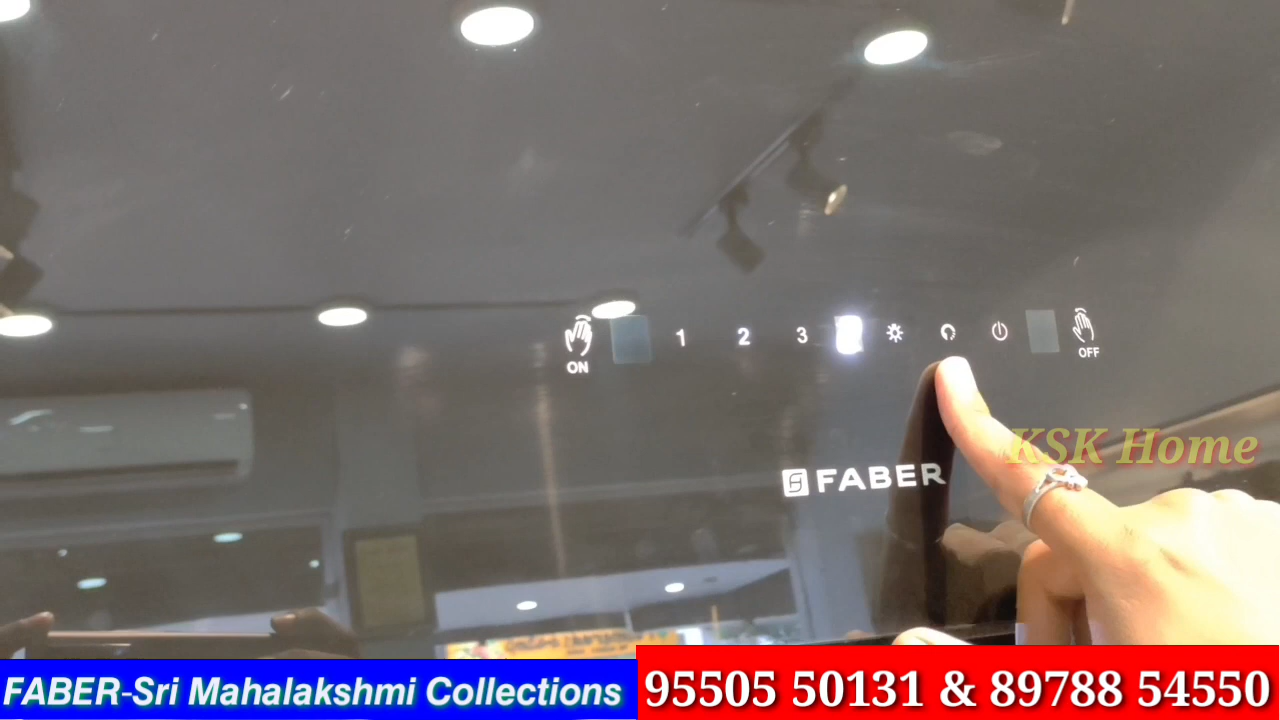 1 2 3
ON
OFF
FABER
KSK Home
FABER-Sri Mahalakshmi Collections
95505 50131 & 89788 54550